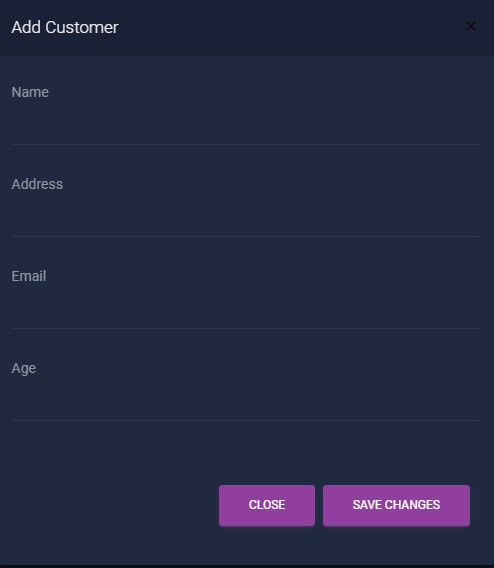 Add Customer ×
Name
Address
Email
Age
CLOSE SAVE CHANGES